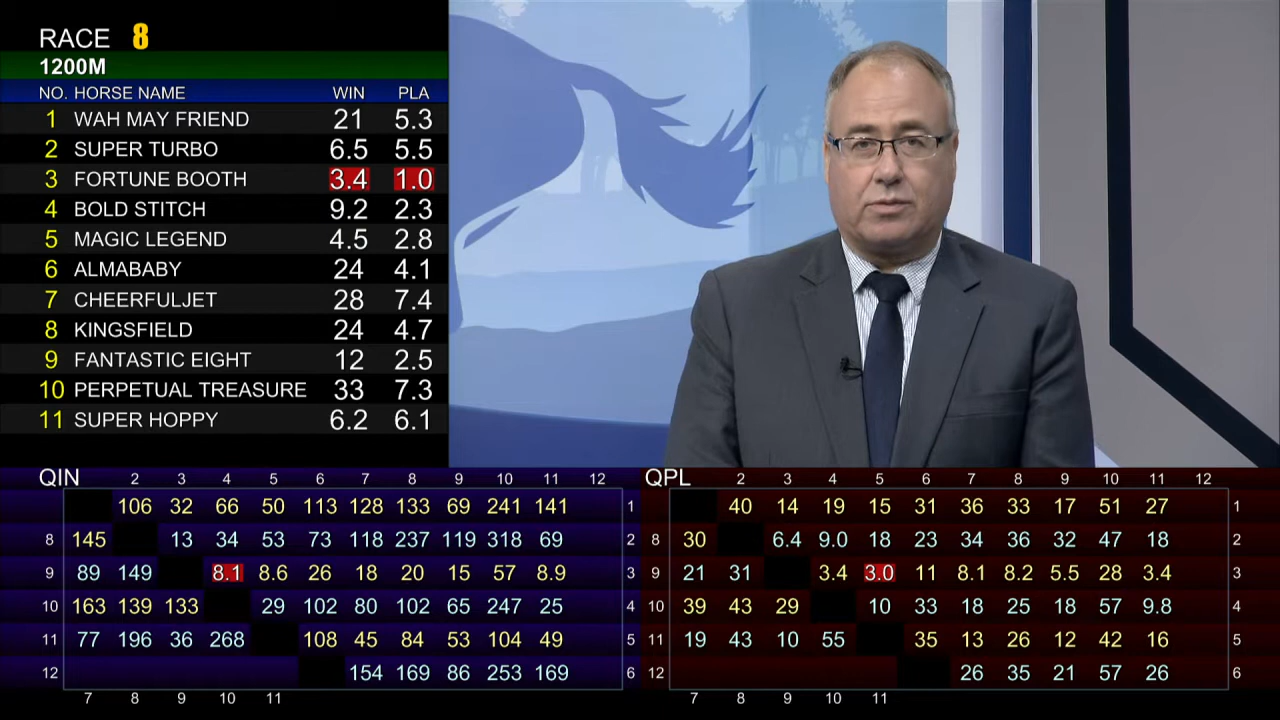 RACE 8
1200M
NO. HORSE NAME WIN PLA
1 WAH MAY FRIEND 21 5.3
2 SUPER TURBO 6.5 5.5
3 FORTUNE BOOTH 3.4 1.0
4 BOLD STITCH 9.2 2.3
5 MAGIC LEGEND 4.5 2.8
6 ALMABABY 24 4.1
7 CHEERFULJET 28 7.4
8 KINGSFIELD 24 4.7
9 FANTASTIC EIGHT 12 2.5
10 PERPETUAL TREASURE 33 7.3
11 SUPER HOPPY 6.2 6.1
QIN 2 3 4 5 6 7 8 9 10 11 12
106 32 66 50 113 128 133 69 241 141 1
8 145 13 34 53 73 118 237 119 318 69 2
9 89 149 8.1 8.6 26 18 20 15 57 8.9 3
10 163 139 133 29 102 80 102 65 247 25 4
11 77 196 36 268 108 45 84 53 104 49 5
12 154 169 86 253 169 6
7 8 9 10 11
QPL 2 3 4 5 6 7 8 9 10 11 12
40 14 19 15 31 36 33 17 51 27 1
8 30 6.4 9.0 18 23 34 36 32 47 18 2
9 21 31 3.4 3.0 11 8.1 8.2 5.5 28 3.4 3
10 39 43 29 10 33 18 25 18 57 9.8 4
11 19 43 10 55 35 13 26 12 42 16 5
12 26 35 21 57 26 6
7 8 9 10 11